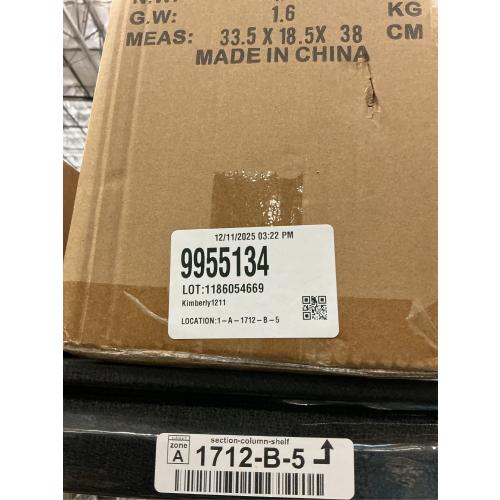 G.W: 1.6 KG
MEAS: 33.5 X 18.5X 38 CM
MADE IN CHINA
12/11/2025 03:22 PM
9955134
LOT:1186054669
Kimberly1211
LOCATION:1-A-1712-B-5
section-column-shelf
zone
A
1712-B-5